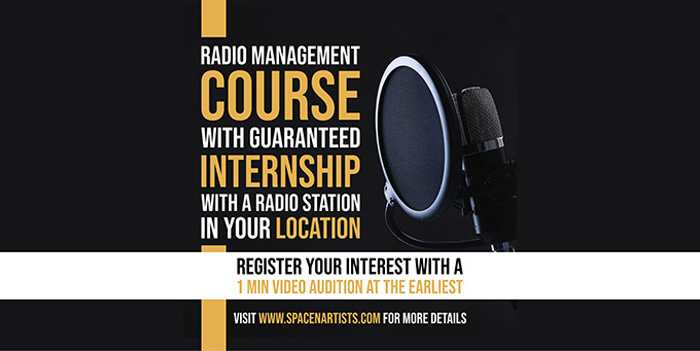 RADIO MANAGEMENT
COURSE
WITH GUARANTEED
INTERNSHIP
WITH A RADIO STATION
IN YOUR LOCATION
REGISTER YOUR INTEREST WITH A
1 MIN VIDEO AUDITION AT THE EARLIEST
VISIT WWW.SPACENARTISTS.COM FOR MORE DETAILS